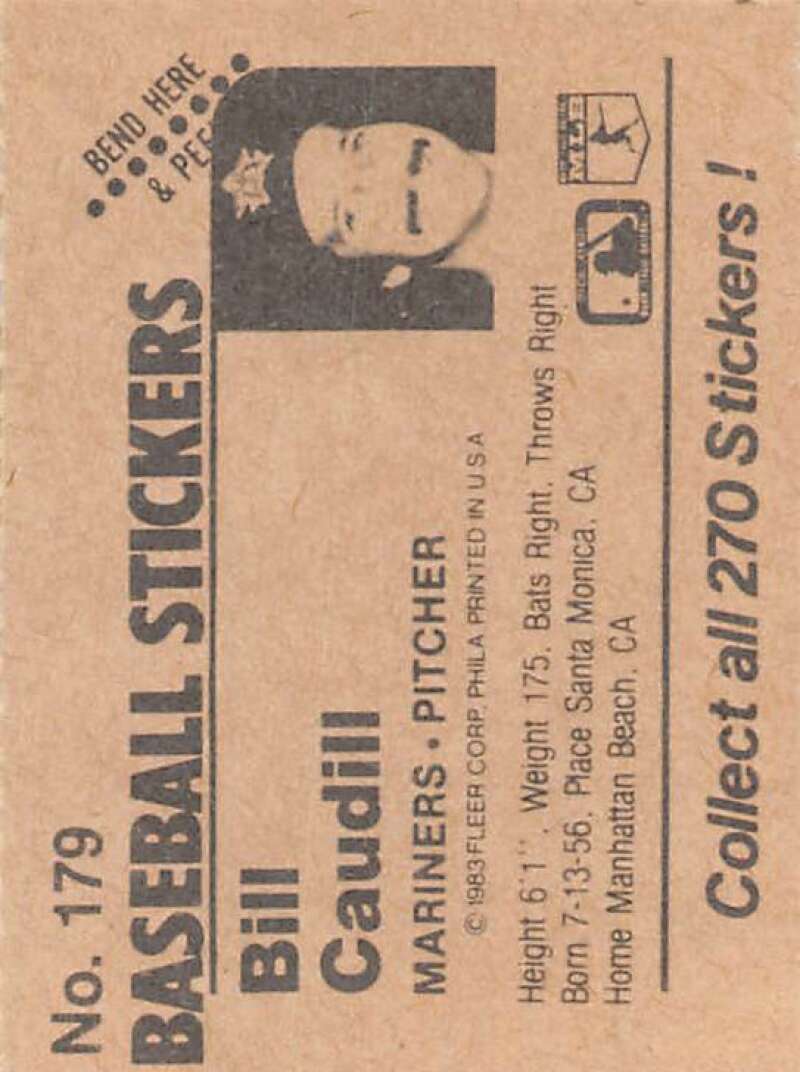 No. 179
BEND HERE
& PEE
BASEBALL STICKERS
Bill
Caudill
MARINERS • PITCHER
© 1983 FLEER CORP. PHILA PRINTED IN U S A
Height 6'1''. Weight 175. Bats Right. Throws Right
Born 7-13-56. Place Santa Monica, CA
Home Manhattan Beach, CA
Collect all 270 Stickers!